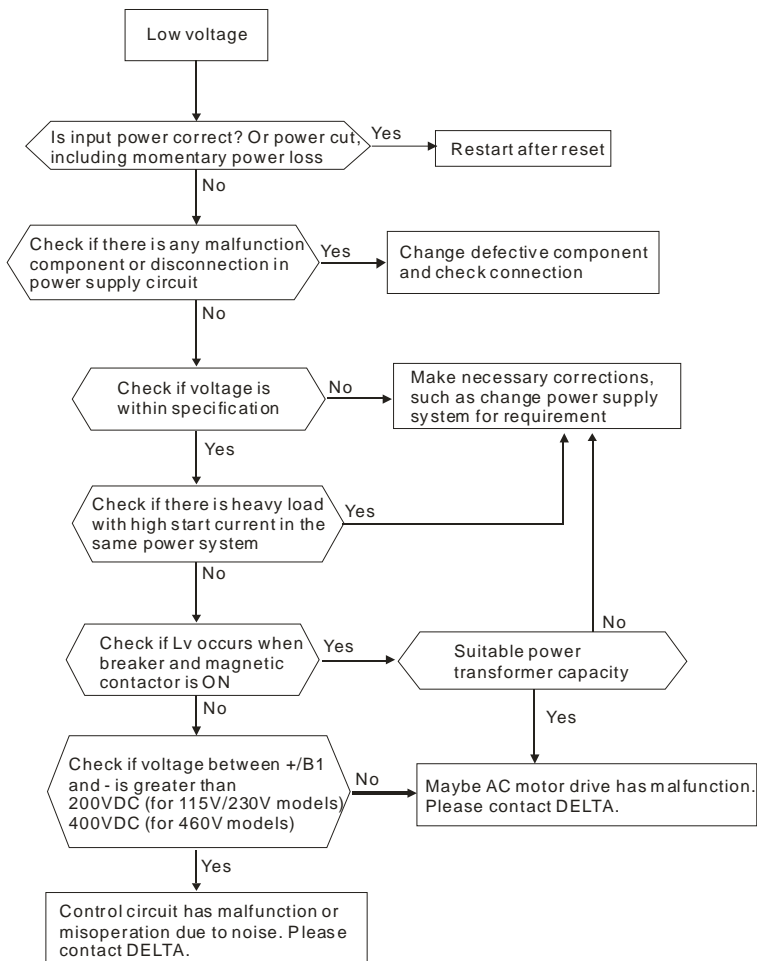 Low voltage
Is input power correct? Or power cut,
including momentary power loss
Yes
Restart after reset
No
Check if there is any malfunction
component or disconnection in
power supply circuit
Yes
Change defective component
and check connection
No
Check if voltage is
within specification
No
Make necessary corrections,
such as change power supply
system for requirement
Yes
Check if there is heavy load
with high start current in the
same power system
Yes
No
Check if Lv occurs when
breaker and magnetic
contactor is ON
Yes
Suitable power
transformer capacity
No
No
Yes
Check if voltage between +/B1
and - is greater than
200VDC (for 115V/230V models)
400VDC (for 460V models)
No
Maybe AC motor drive has malfunction.
Please contact DELTA.
Yes
Control circuit has malfunction or
misoperation due to noise. Please
contact DELTA.